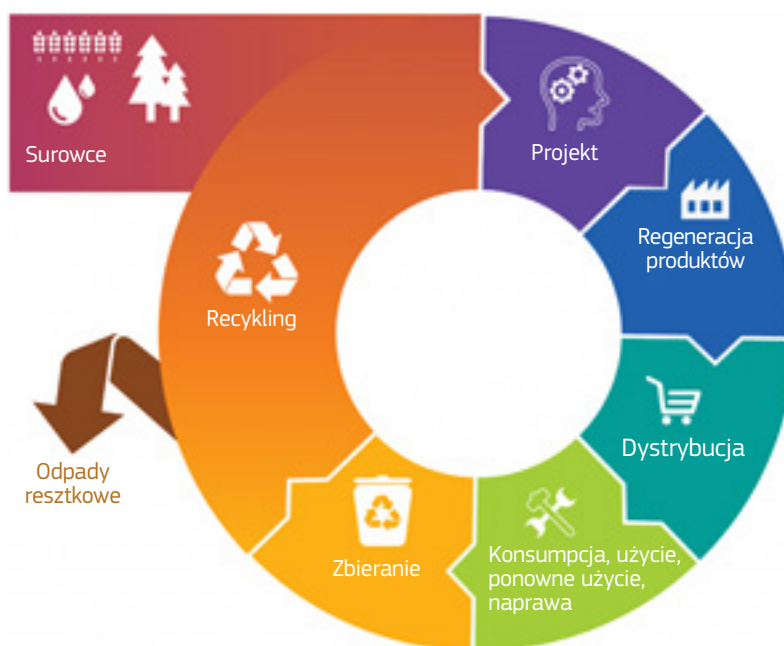 Surowce
Projekt
Regeneracja
produktów
Dystrybucja
Konsumpcja, użycie,
ponowne użycie,
naprawa
Zbieranie
Recykling
Odpady
resztkowe